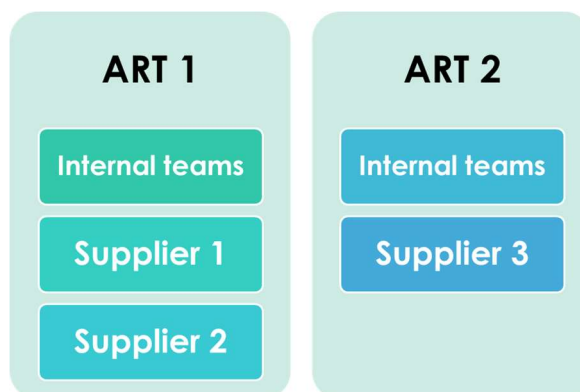 ART 1
Internal teams
Supplier 1
Supplier 2
ART 2
Internal teams
Supplier 3